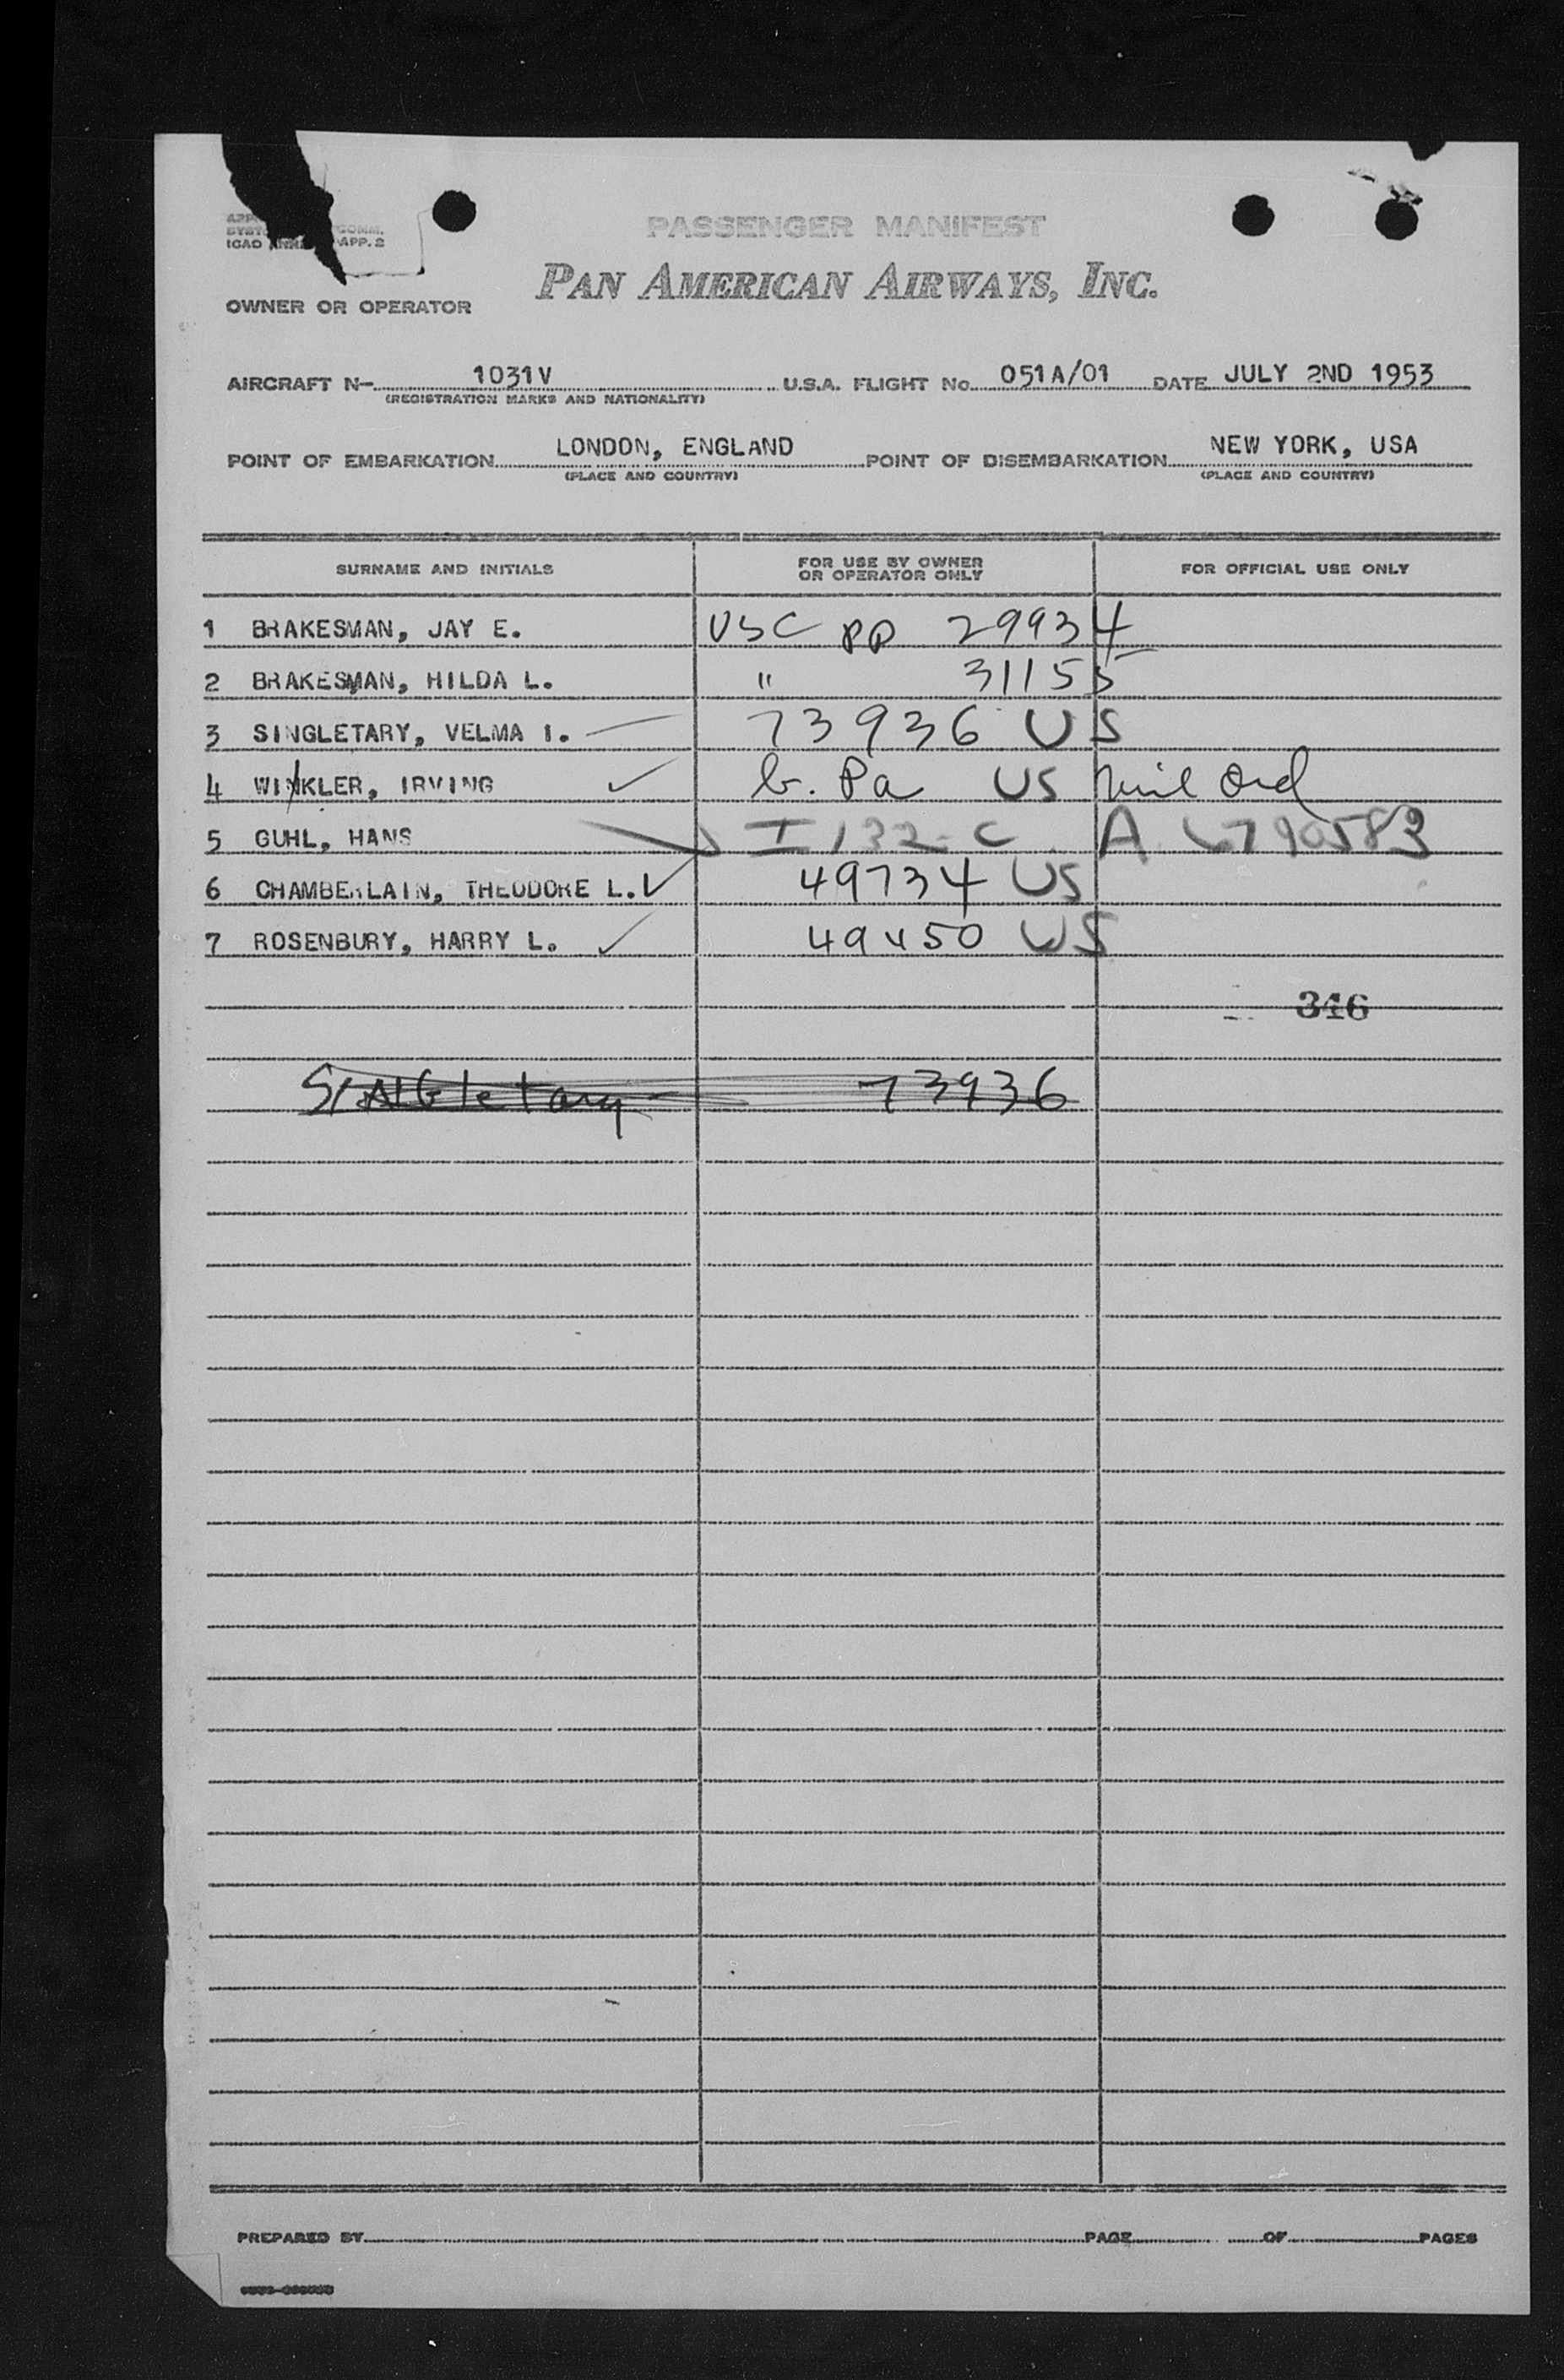 PASSENGER MANIFEST
COMM.
ICAO APP. 2
PAN AMERICAN AIRWAYS, INC.
OWNER OR OPERATOR
AIRCRAFT N- 1031V U.S.A. FLIGHT No. 051A/01 DATE JULY 2ND 1953
(REGISTRATION MARKS AND NATIONALITY)
POINT OF EMBARKATION LONDON, ENGLAND POINT OF DISEMBARKATION NEW YORK, USA
(PLACE AND COUNTRY) (PLACE AND COUNTRY)
SURNAME AND INITIALS FOR USE BY OWNER OR OPERATOR ONLY FOR OFFICIAL USE ONLY
1 BRAKESMAN, JAY E. USC PP 29934
2 BRAKESMAN, HILDA L. " 31155
3 SINGLETARY, VELMA I. 73936 US
4 WINKLER, IRVING b. Pa US Mil Ord
5 GUHL, HANS I 132-C A 6790583
6 CHAMBERLAIN, THEODORE L. 49734 US
7 ROSENBURY, HARRY L. 49450 US
346
Singletary 73936
PREPARED BY PAGE OF PAGES